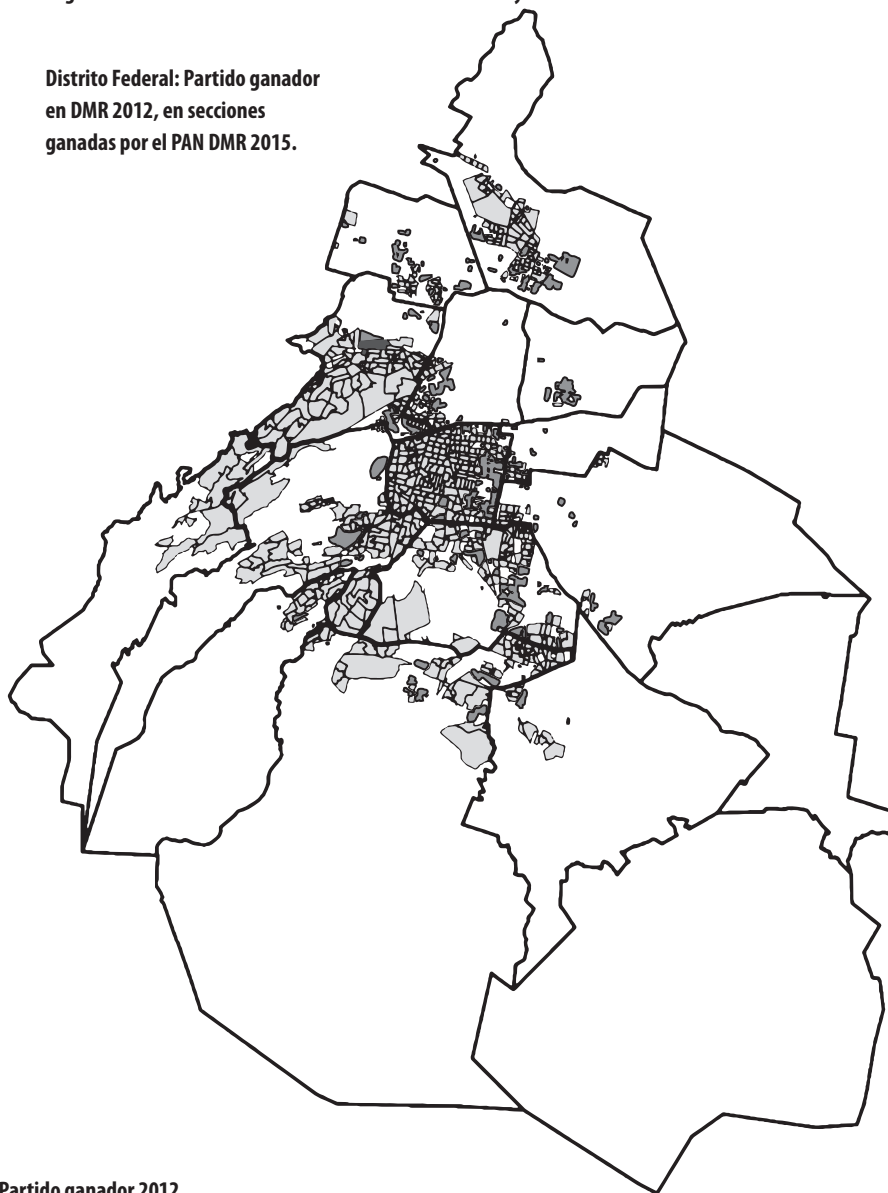 Distrito Federal: Partido ganador
en DMR 2012, en secciones
ganadas por el PAN DMR 2015.
Partido ganador 2012